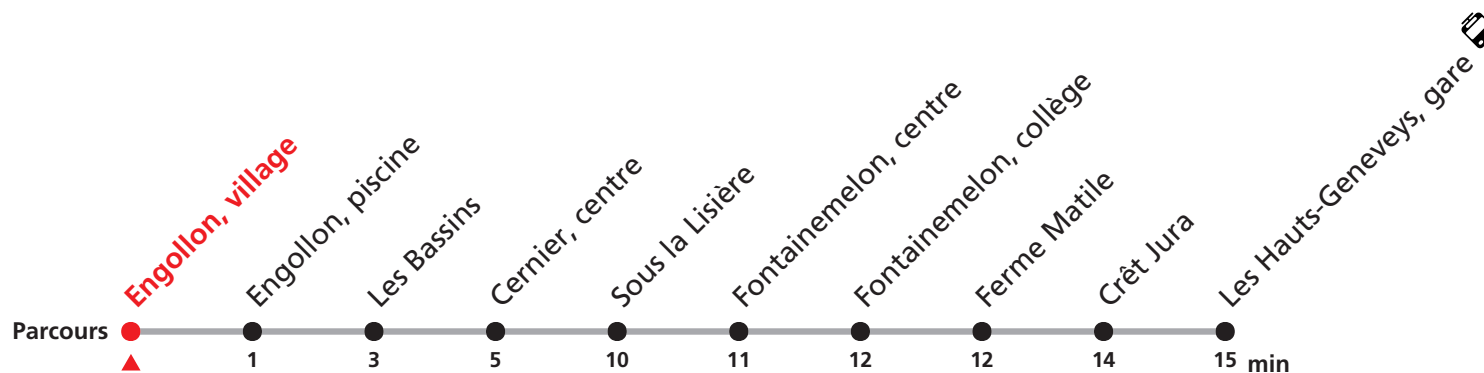 Engollon, village
Engollon, piscine
Les Bassins
Cernier, centre
Sous la Lisière
Fontainemelon, centre
Fontainemelon, collège
Ferme Matile
Crêt Jura
Les Hauts-Geneveys, gare
Parcours
1 3 5 10 11 12 12 14 15 min